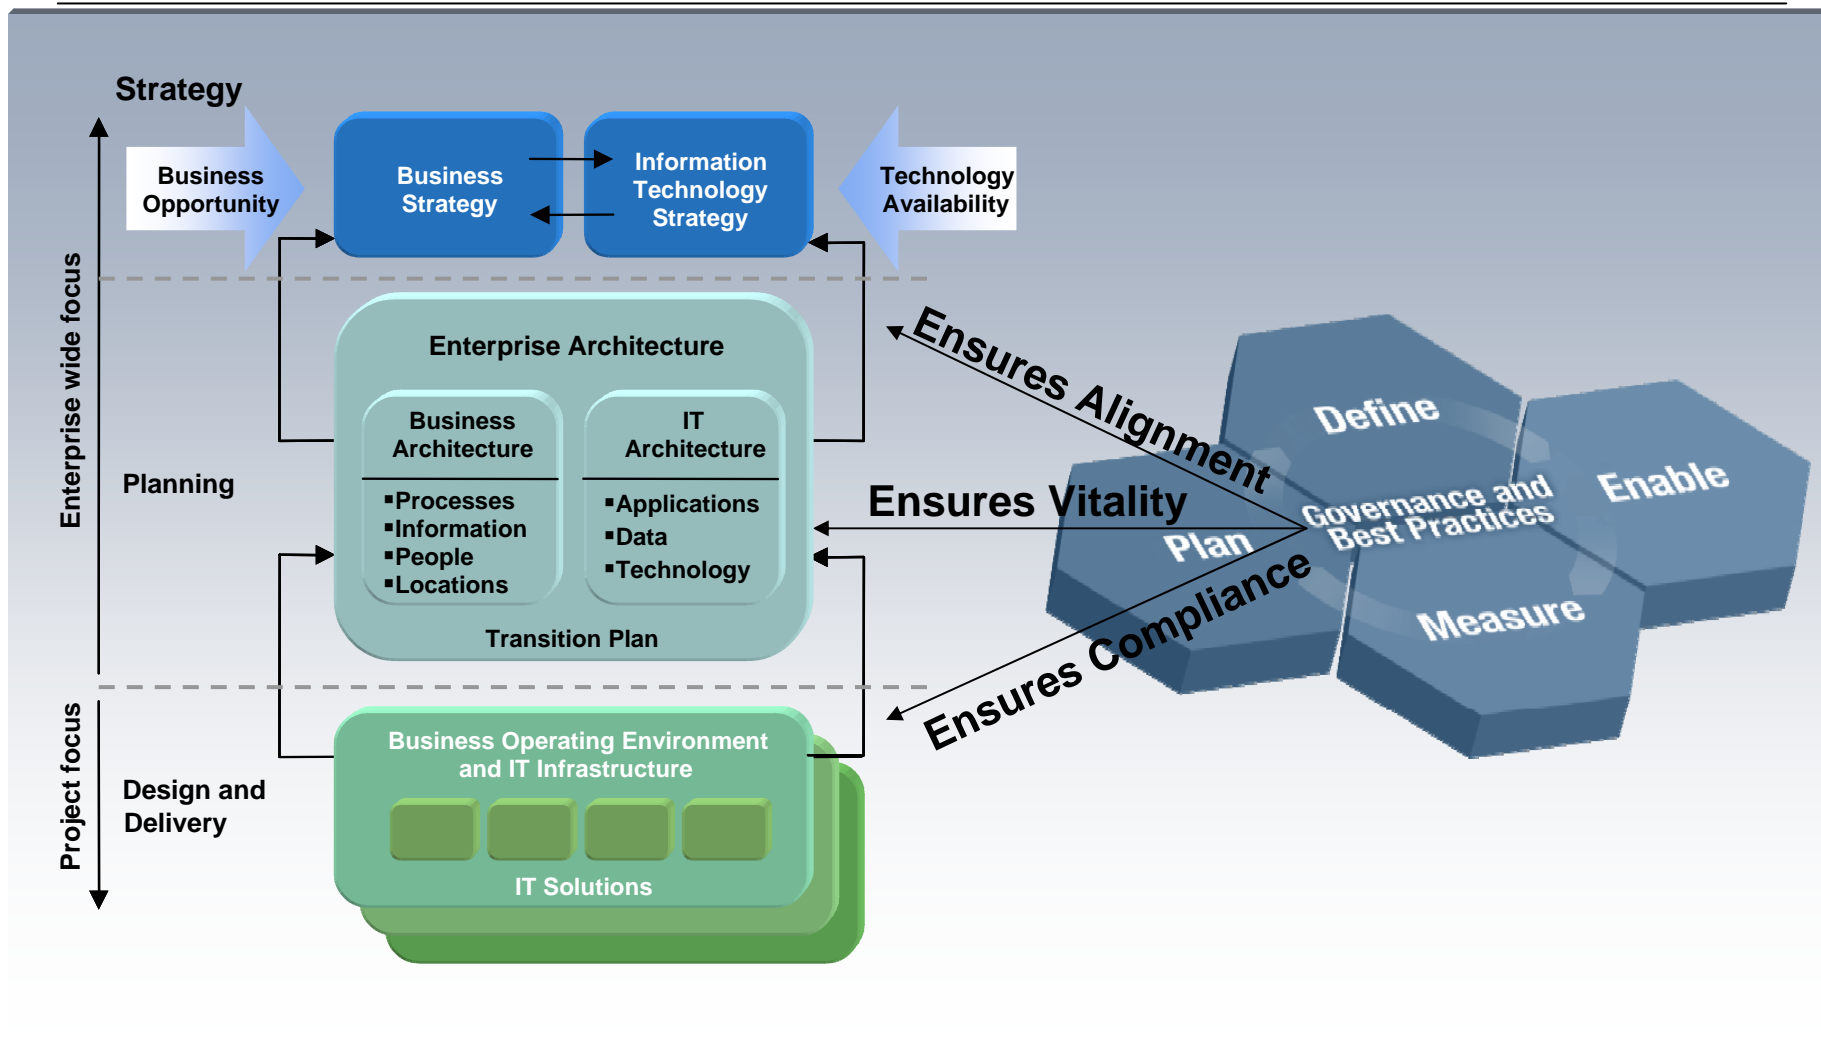 Strategy
Business
Opportunity
Business
Strategy
Information
Technology
Strategy
Technology
Availability
Enterprise wide focus
Planning
Enterprise Architecture
Business
Architecture
▪Processes
▪Information
▪People
▪Locations
IT
Architecture
▪Applications
▪Data
▪Technology
Transition Plan
Ensures Alignment
Ensures Vitality
Ensures Compliance
Define
Enable
Governance and
Best Practices
Plan
Measure
Project focus
Design and
Delivery
Business Operating Environment
and IT Infrastructure
IT Solutions